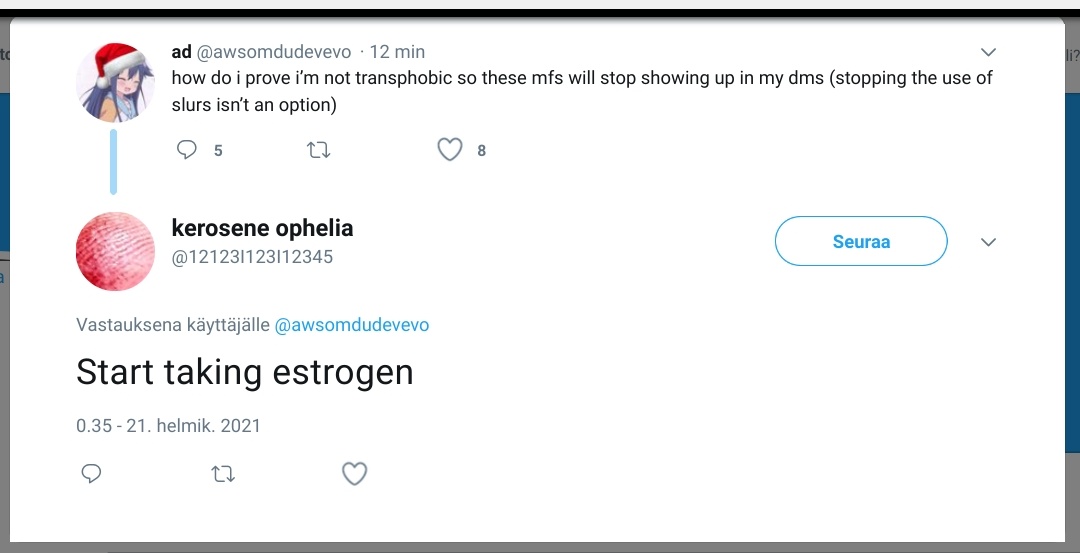 ad @awsomdudevevo · 12 min
how do i prove i’m not transphobic so these mfs will stop showing up in my dms (stopping the use of
slurs isn’t an option)
5 8
kerosene ophelia
@12123I123I12345
Seuraa
Vastauksena käyttäjälle @awsomdudevevo
Start taking estrogen
0.35 - 21. helmik. 2021
li?